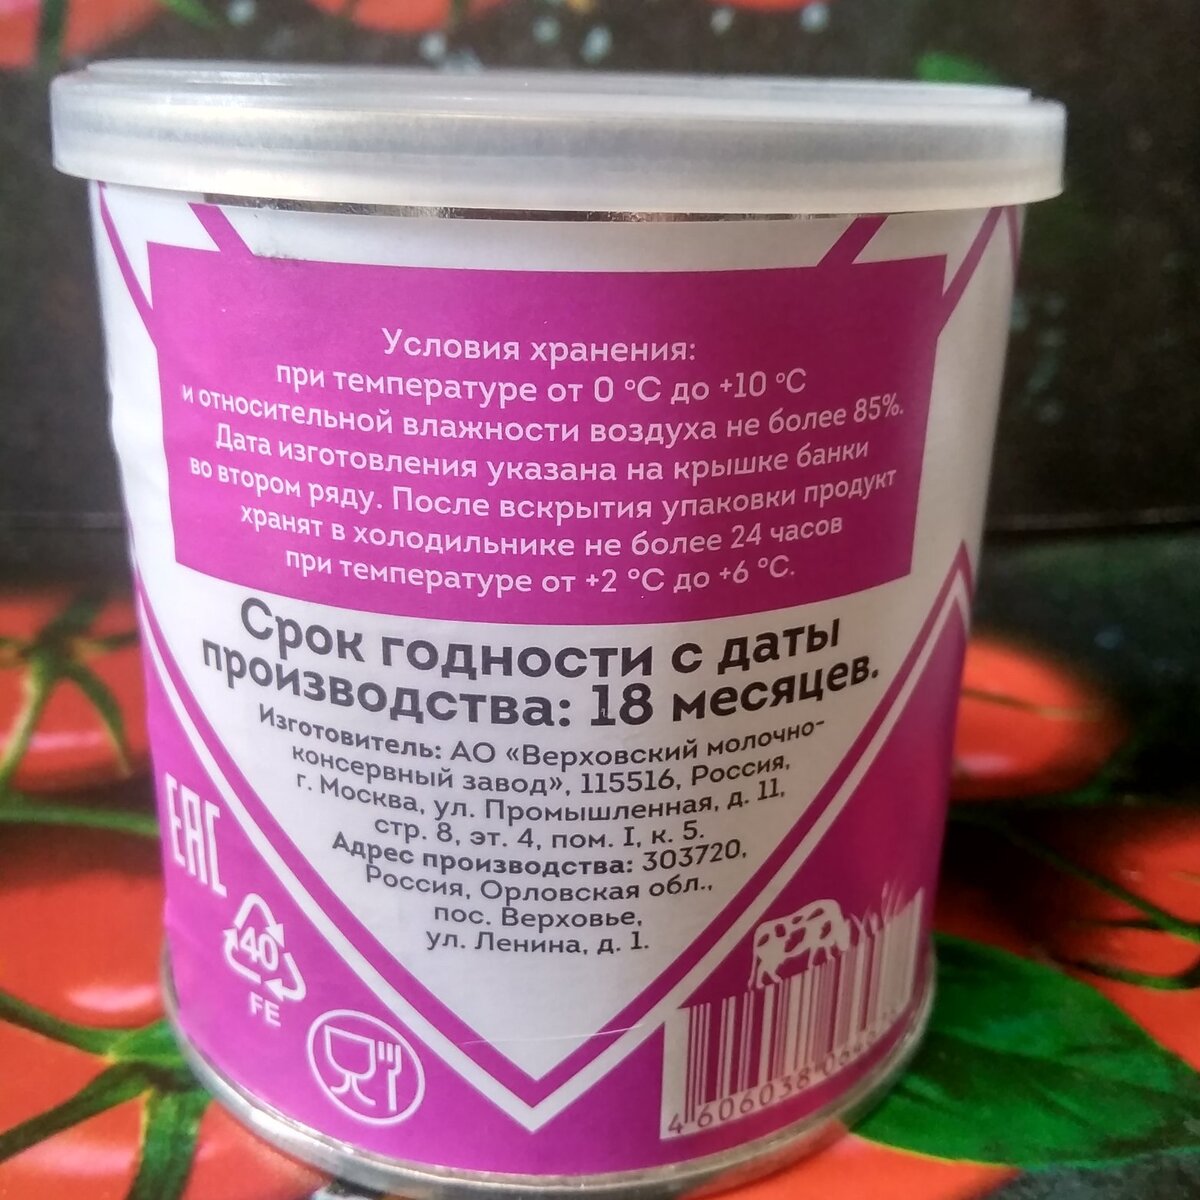 Условия хранения:
при температуре от 0 °С до +10 °С
и относительной влажности воздуха не более 85%.
Дата изготовления указана на крышке банки
во втором ряду. После вскрытия упаковки продукт
хранят в холодильнике не более 24 часов
при температуре от +2 °С до +6 °С.
Срок годности с даты
производства: 18 месяцев.
Изготовитель: АО «Верховский молочно-
консервный завод», 115516, Россия,
г. Москва, ул. Промышленная, д. 11,
стр. 8, эт. 4, пом. I, к. 5.
Адрес производства: 303720,
Россия, Орловская обл.,
пос. Верховье,
ул. Ленина, д. 1.
EAC
40
FE